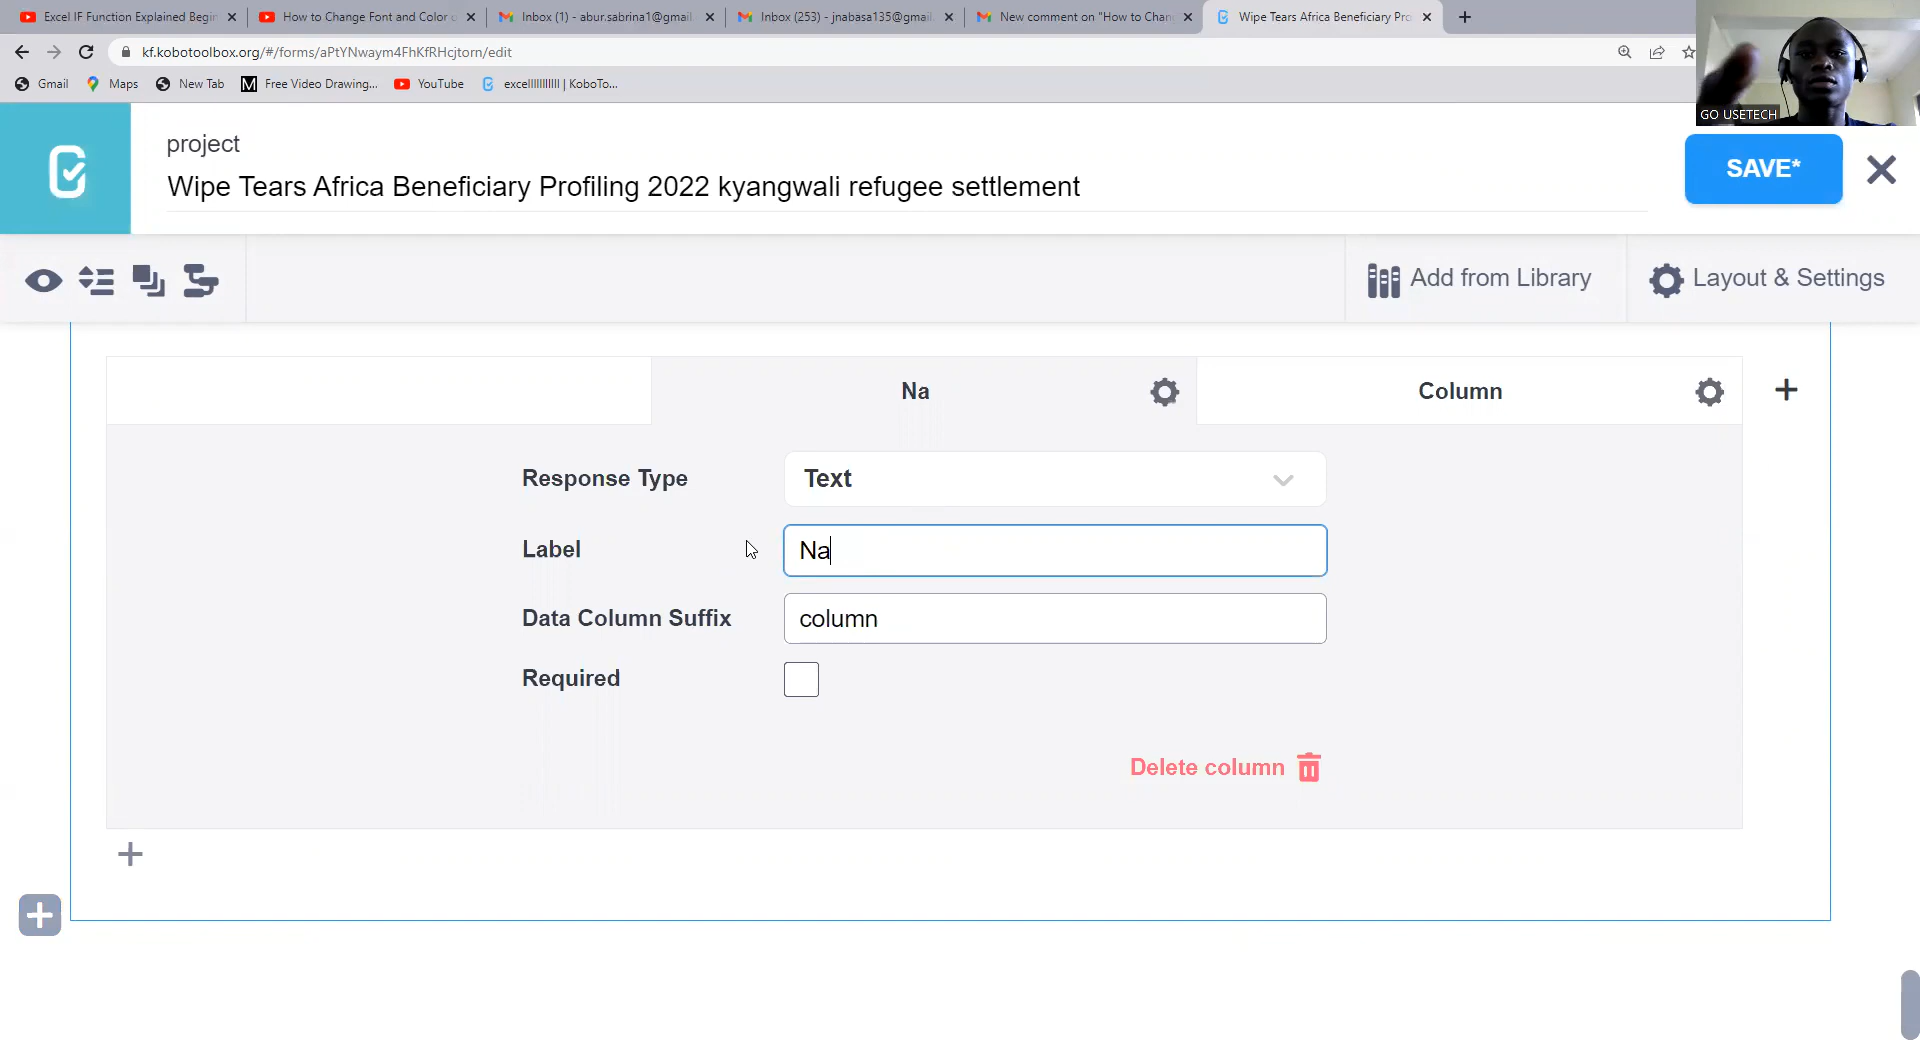 Excel IF Function Explained Begin
How to Change Font and Color o
Inbox (1) - abur.sabrina1@gmail
Inbox (253) - jnabasa135@gmail.
New comment on "How to Chan
Wipe Tears Africa Beneficiary Pro
kf.kobotoolbox.org/#/forms/aPtYNwaym4FhKfRHcjtorn/edit
Gmail
Maps
New Tab
Free Video Drawing...
YouTube
excelllllllllll | KoboTo...
GO USETECH
project
Wipe Tears Africa Beneficiary Profiling 2022 kyangwali refugee settlement
SAVE*
Add from Library
Layout & Settings
Na
Column
Response Type
Text
Label
Na
Data Column Suffix
column
Required
Delete column